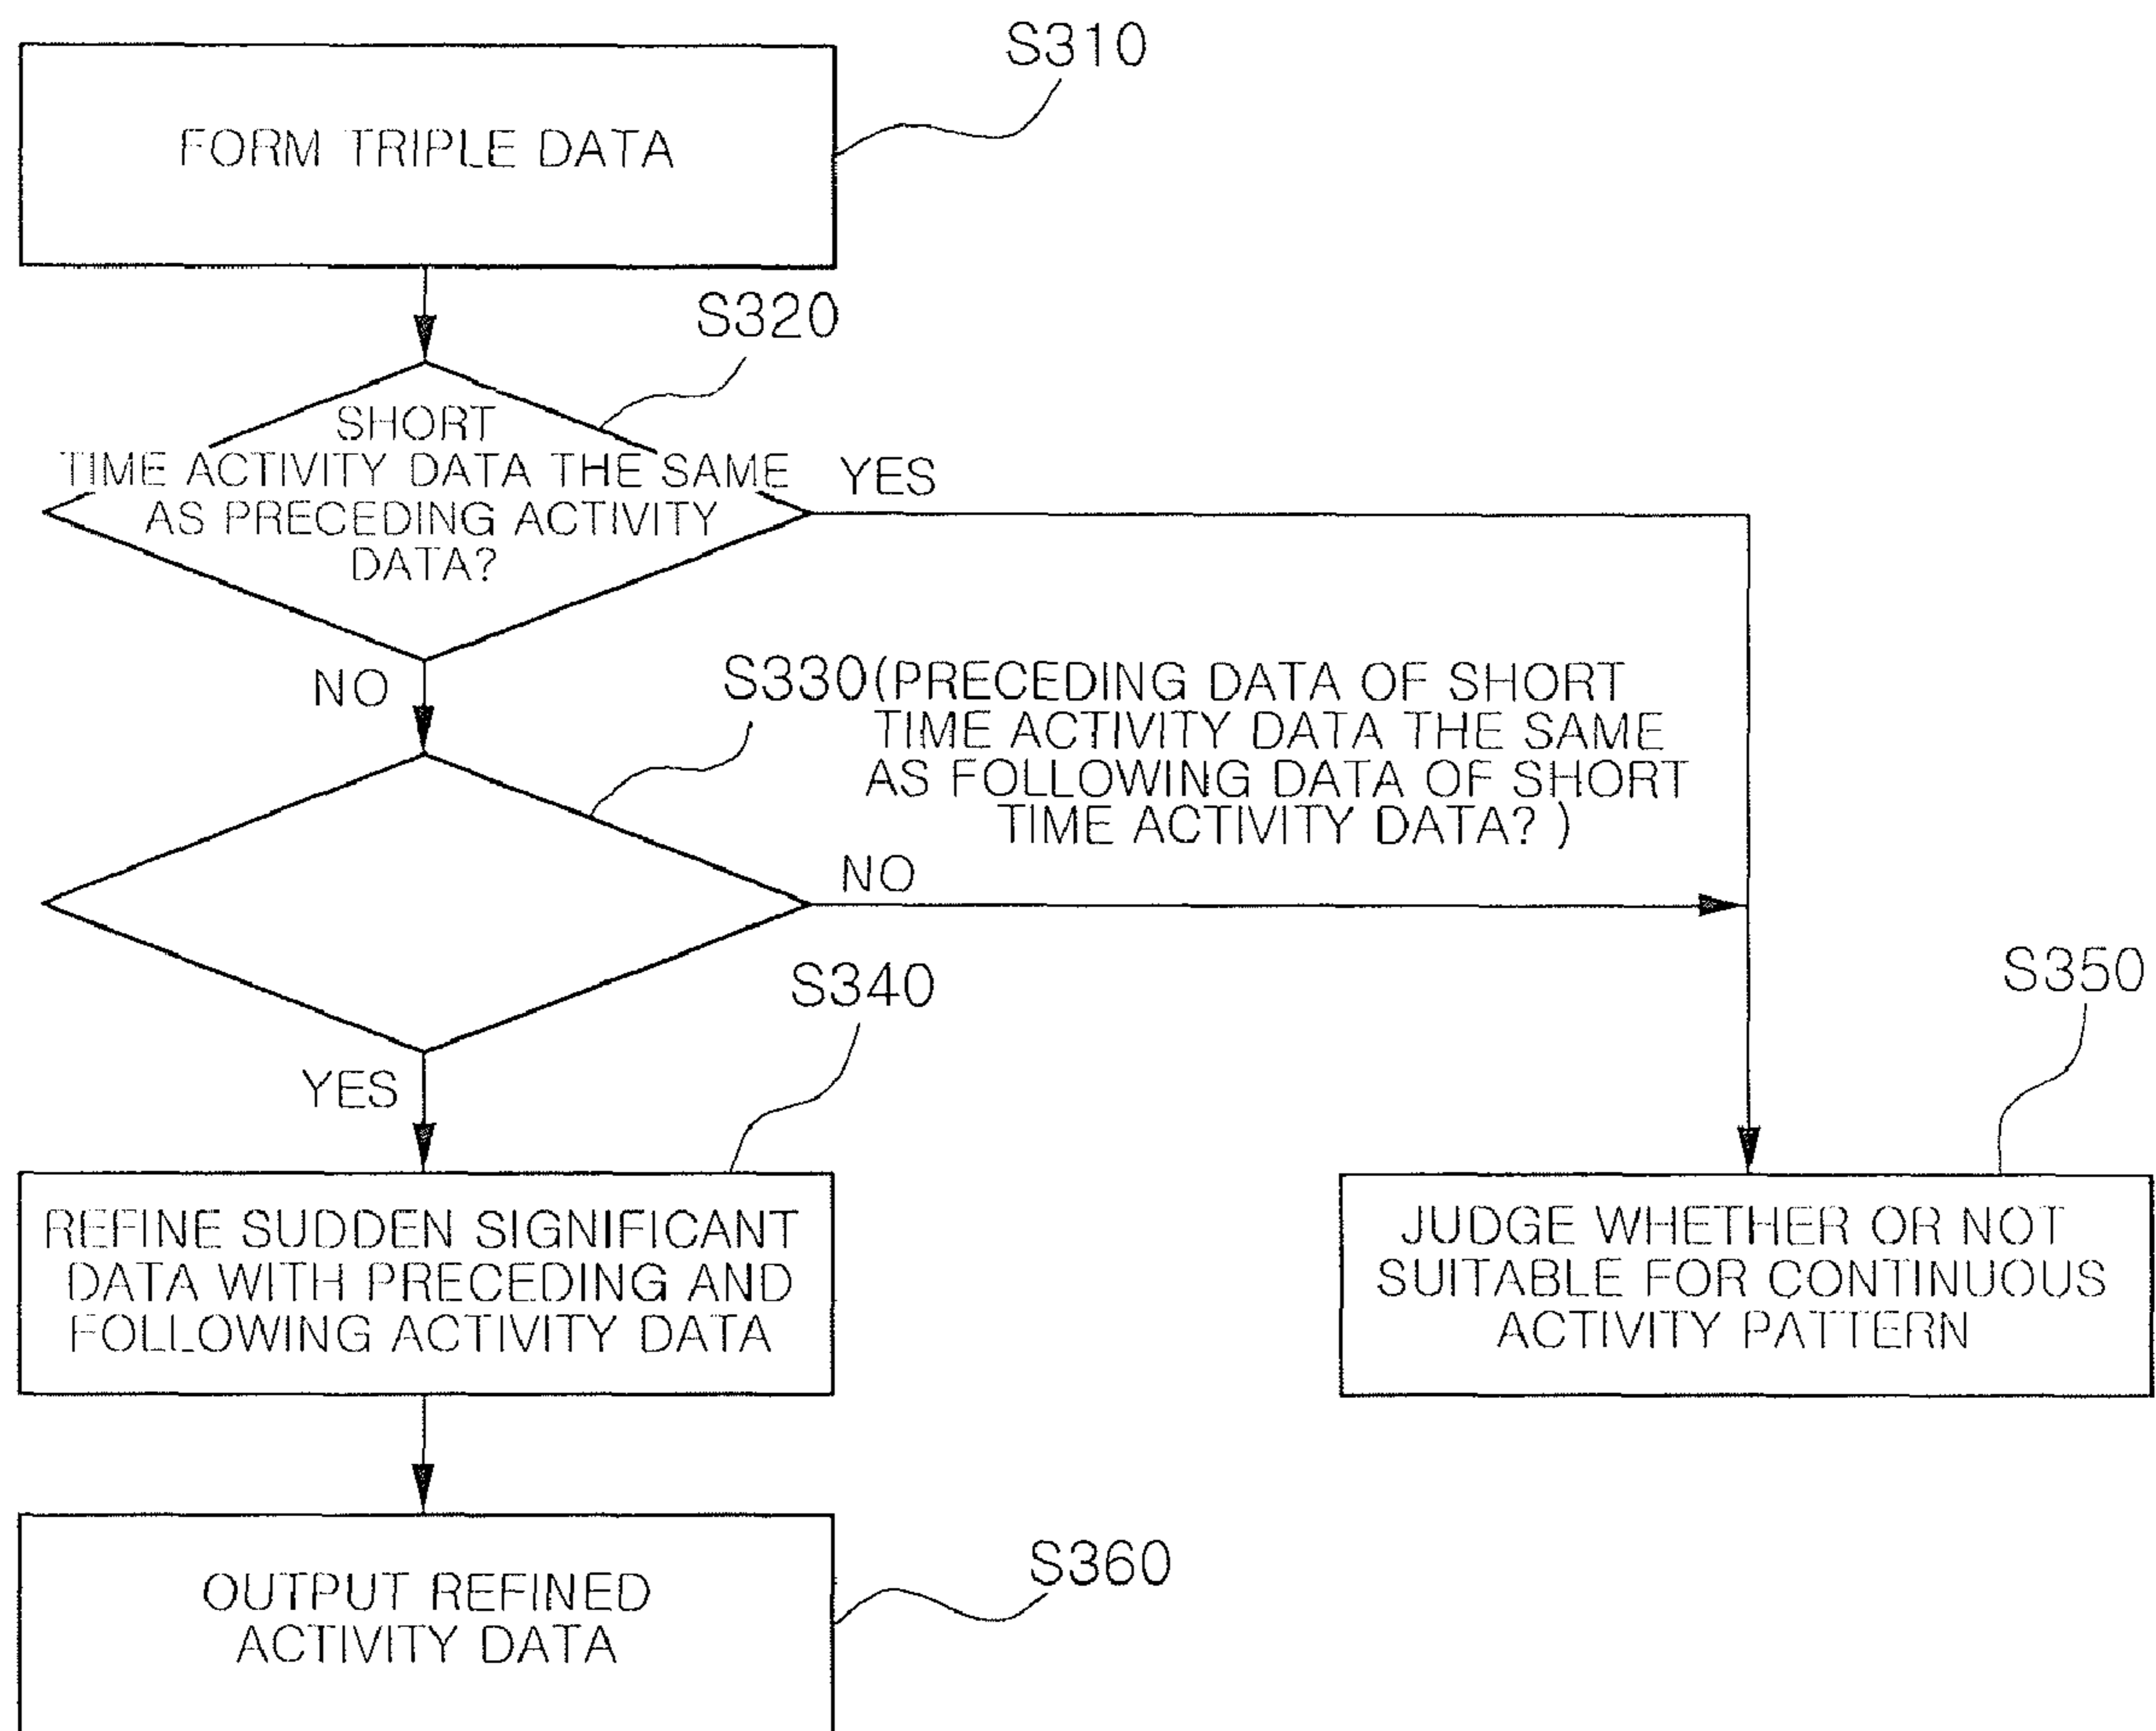 S310
FORM TRIPLE DATA
S320
SHORT
TIME ACTIVITY DATA THE SAME
AS PRECEDING ACTIVITY
DATA?
YES
NO
S330(PRECEDING DATA OF SHORT
TIME ACTIVITY DATA THE SAME
AS FOLLOWING DATA OF SHORT
TIME ACTIVITY DATA? )
NO
S340
S350
YES
REFINE SUDDEN SIGNIFICANT
DATA WITH PRECEDING AND
FOLLOWING ACTIVITY DATA
JUDGE WHETHER OR NOT
SUITABLE FOR CONTINUOUS
ACTIVITY PATTERN
S360
OUTPUT REFINED
ACTIVITY DATA